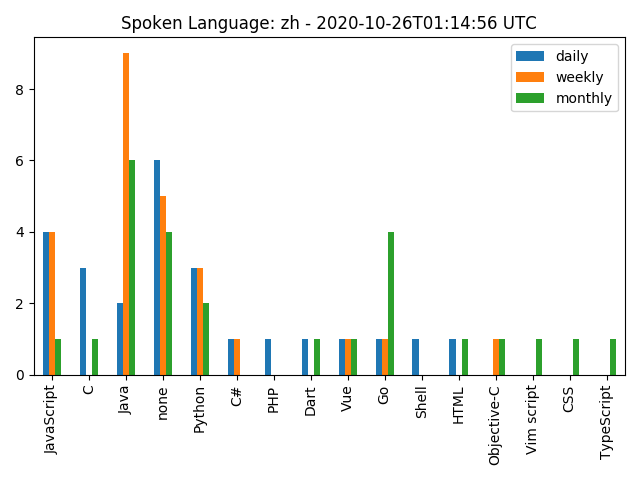 Spoken Language: zh - 2020-10-26T01:14:56 UTC
daily
weekly
monthly
8
6
4
2
0
JavaScript
C
Java
none
Python
C#
PHP
Dart
Vue
Go
Shell
HTML
Objective-C
Vim script
CSS
TypeScript